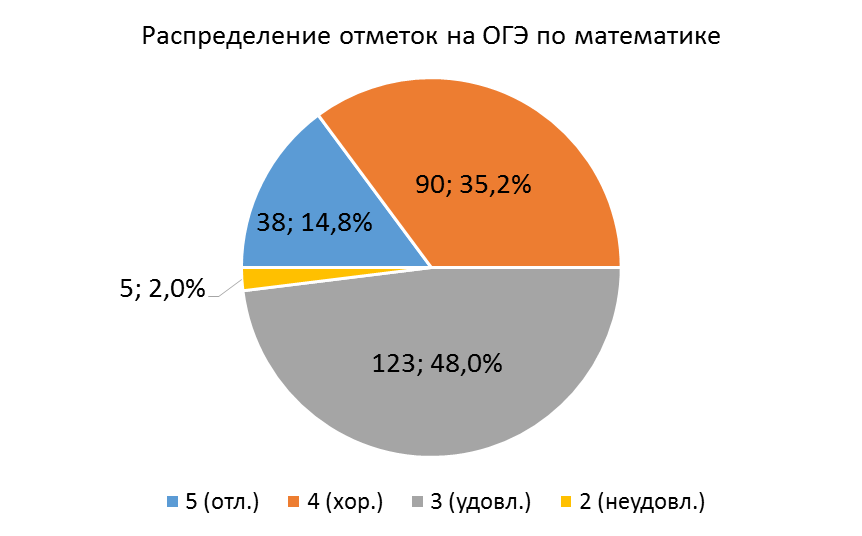 Распределение отметок на ОГЭ по математике
90; 35,2%
38; 14,8%
5; 2,0%
123; 48,0%
5 (отл.) 4 (хор.) 3 (удовл.) 2 (неудовл.)